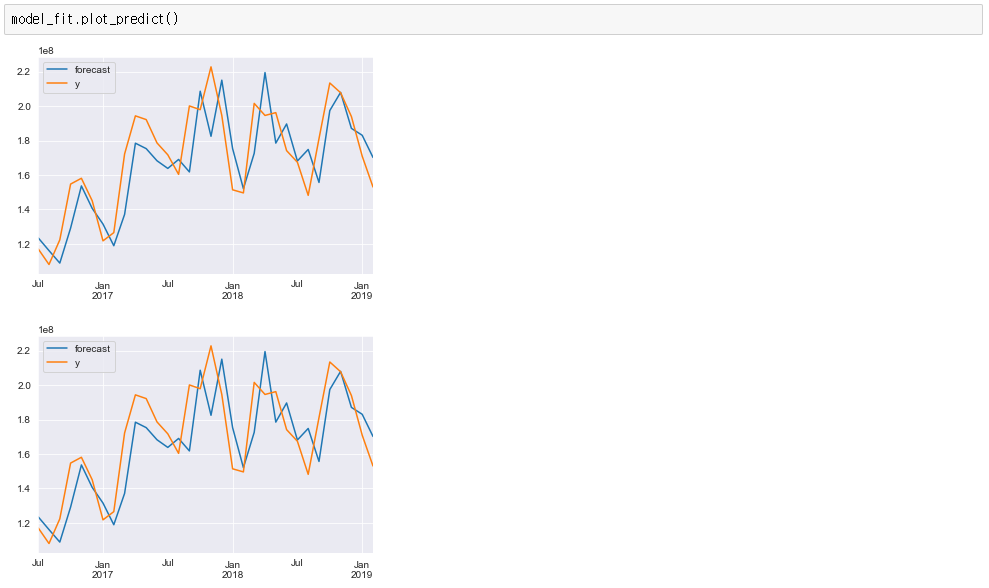 model_fit.plot_predict()
1e8
forecast
y
2.2
2.0
1.8
1.6
1.4
1.2
Jul
Jan
2017
Jul
Jan
2018
Jul
Jan
2019
1e8
forecast
y
2.2
2.0
1.8
1.6
1.4
1.2
Jul
Jan
2017
Jul
Jan
2018
Jul
Jan
2019